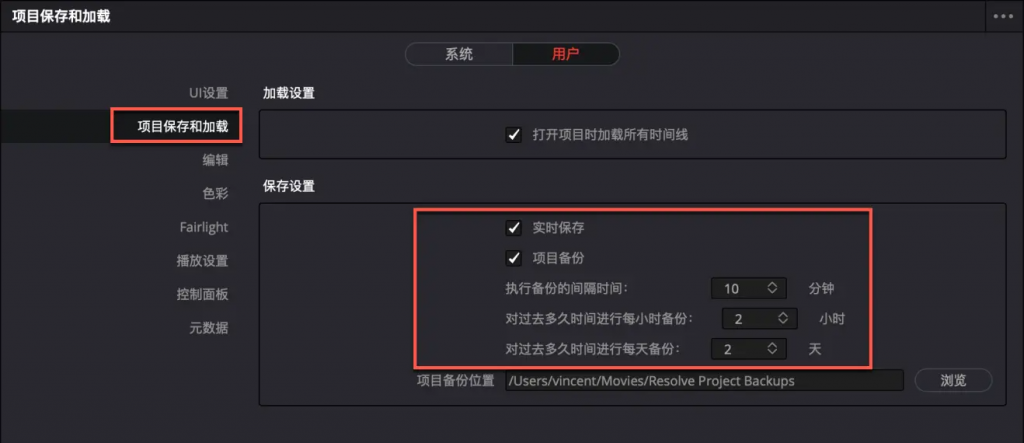 项目保存和加载
系统 用户
UI设置
项目保存和加载
编辑
色彩
Fairlight
播放设置
控制面板
元数据
加载设置
打开项目时加载所有时间线
保存设置
实时保存
项目备份
执行备份的间隔时间： 10 分钟
对过去多久时间进行每小时备份： 2 小时
对过去多久时间进行每天备份： 2 天
项目备份位置 /Users/vincent/Movies/Resolve Project Backups 浏览